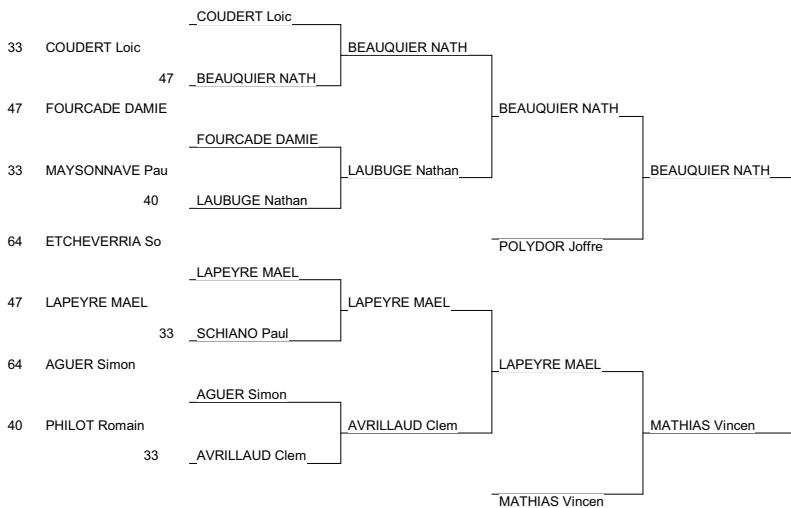 COUDERT Loic
33 COUDERT Loic BEAUQUIER NATH
47 BEAUQUIER NATH
47 FOURCADE DAMIE BEAUQUIER NATH
FOURCADE DAMIE
33 MAYSONNAVE Pau LAUBUGE Nathan BEAUQUIER NATH
40 LAUBUGE Nathan
64 ETCHEVERRIA So POLYDOR Joffre
LAPEYRE MAEL
47 LAPEYRE MAEL LAPEYRE MAEL
33 SCHIANO Paul
64 AGUER Simon LAPEYRE MAEL
AGUER Simon
40 PHILOT Romain AVRILLAUD Clem MATHIAS Vincen
33 AVRILLAUD Clem
MATHIAS Vincen